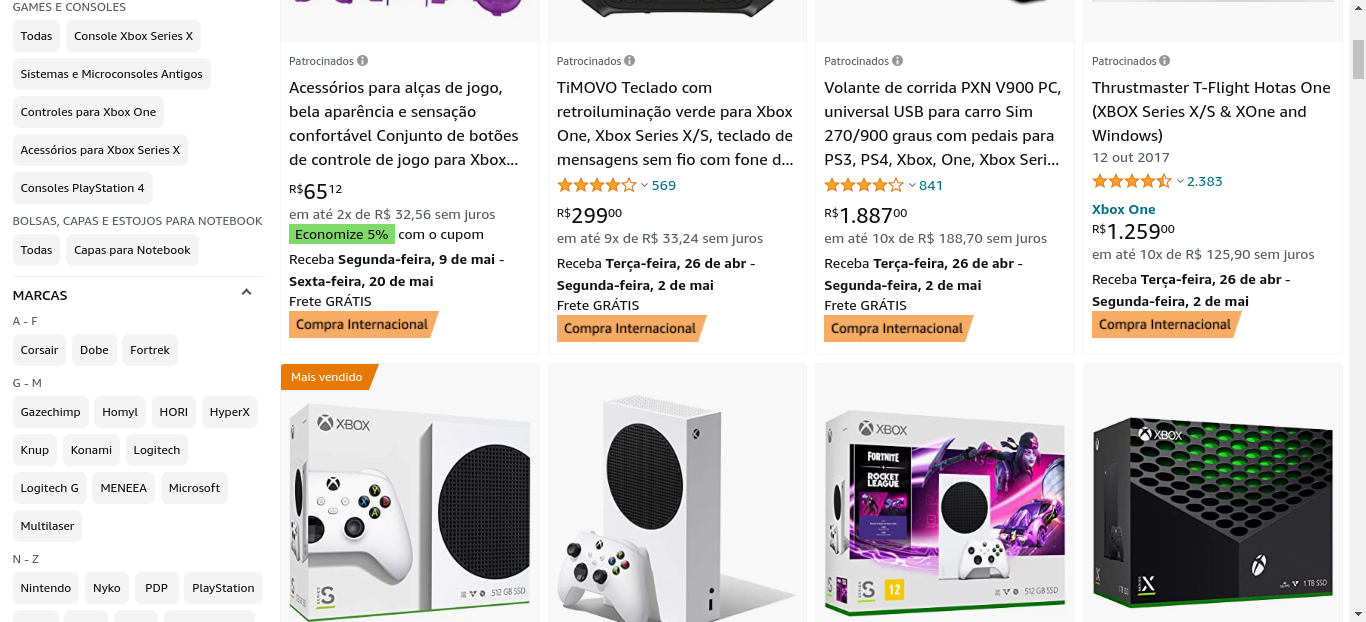 GAMES E CONSOLES
Todas
Console Xbox Series X
Sistemas e Microconsoles Antigos
Controles para Xbox One
Acessórios para Xbox Series X
Consoles PlayStation 4
BOLSAS, CAPAS E ESTOJOS PARA NOTEBOOK
Todas
Capas para Notebook
MARCAS
A - F
Corsair
Dobe
Fortrek
G - M
Gazechimp
Homyl
HORI
HyperX
Knup
Konami
Logitech
Logitech G
MENEEA
Microsoft
Multilaser
N - Z
Nintendo
Nyko
PDP
PlayStation
Patrocinados
Acessórios para alças de jogo,
bela aparência e sensação
confortável Conjunto de botões
de controle de jogo para Xbox...
R$6512
em até 2x de R$ 32,56 sem juros
Economize 5% com o cupom
Receba Segunda-feira, 9 de mai -
Sexta-feira, 20 de mai
Frete GRÁTIS
Compra Internacional
Patrocinados
TiMOVO Teclado com
retroiluminação verde para Xbox
One, Xbox Series X/S, teclado de
mensagens sem fio com fone d...
569
R$29900
em até 9x de R$ 33,24 sem juros
Receba Terça-feira, 26 de abr -
Segunda-feira, 2 de mai
Frete GRÁTIS
Compra Internacional
Patrocinados
Volante de corrida PXN V900 PC,
universal USB para carro Sim
270/900 graus com pedais para
PS3, PS4, Xbox, One, Xbox Seri...
841
R$1.88700
em até 10x de R$ 188,70 sem juros
Receba Terça-feira, 26 de abr -
Segunda-feira, 2 de mai
Frete GRÁTIS
Compra Internacional
Patrocinados
Thrustmaster T-Flight Hotas One
(XBOX Series X/S & XOne and
Windows)
12 out 2017
2.383
Xbox One
R$1.25900
em até 10x de R$ 125,90 sem juros
Receba Terça-feira, 26 de abr -
Segunda-feira, 2 de mai
Compra Internacional
Mais vendido
XBOX
SERIES S
512 GB SSD
XBOX
FORTNITE
+
ROCKET
LEAGUE
SERIES S
12
512 GB SSD
XBOX
SERIES X
1 TB SSD